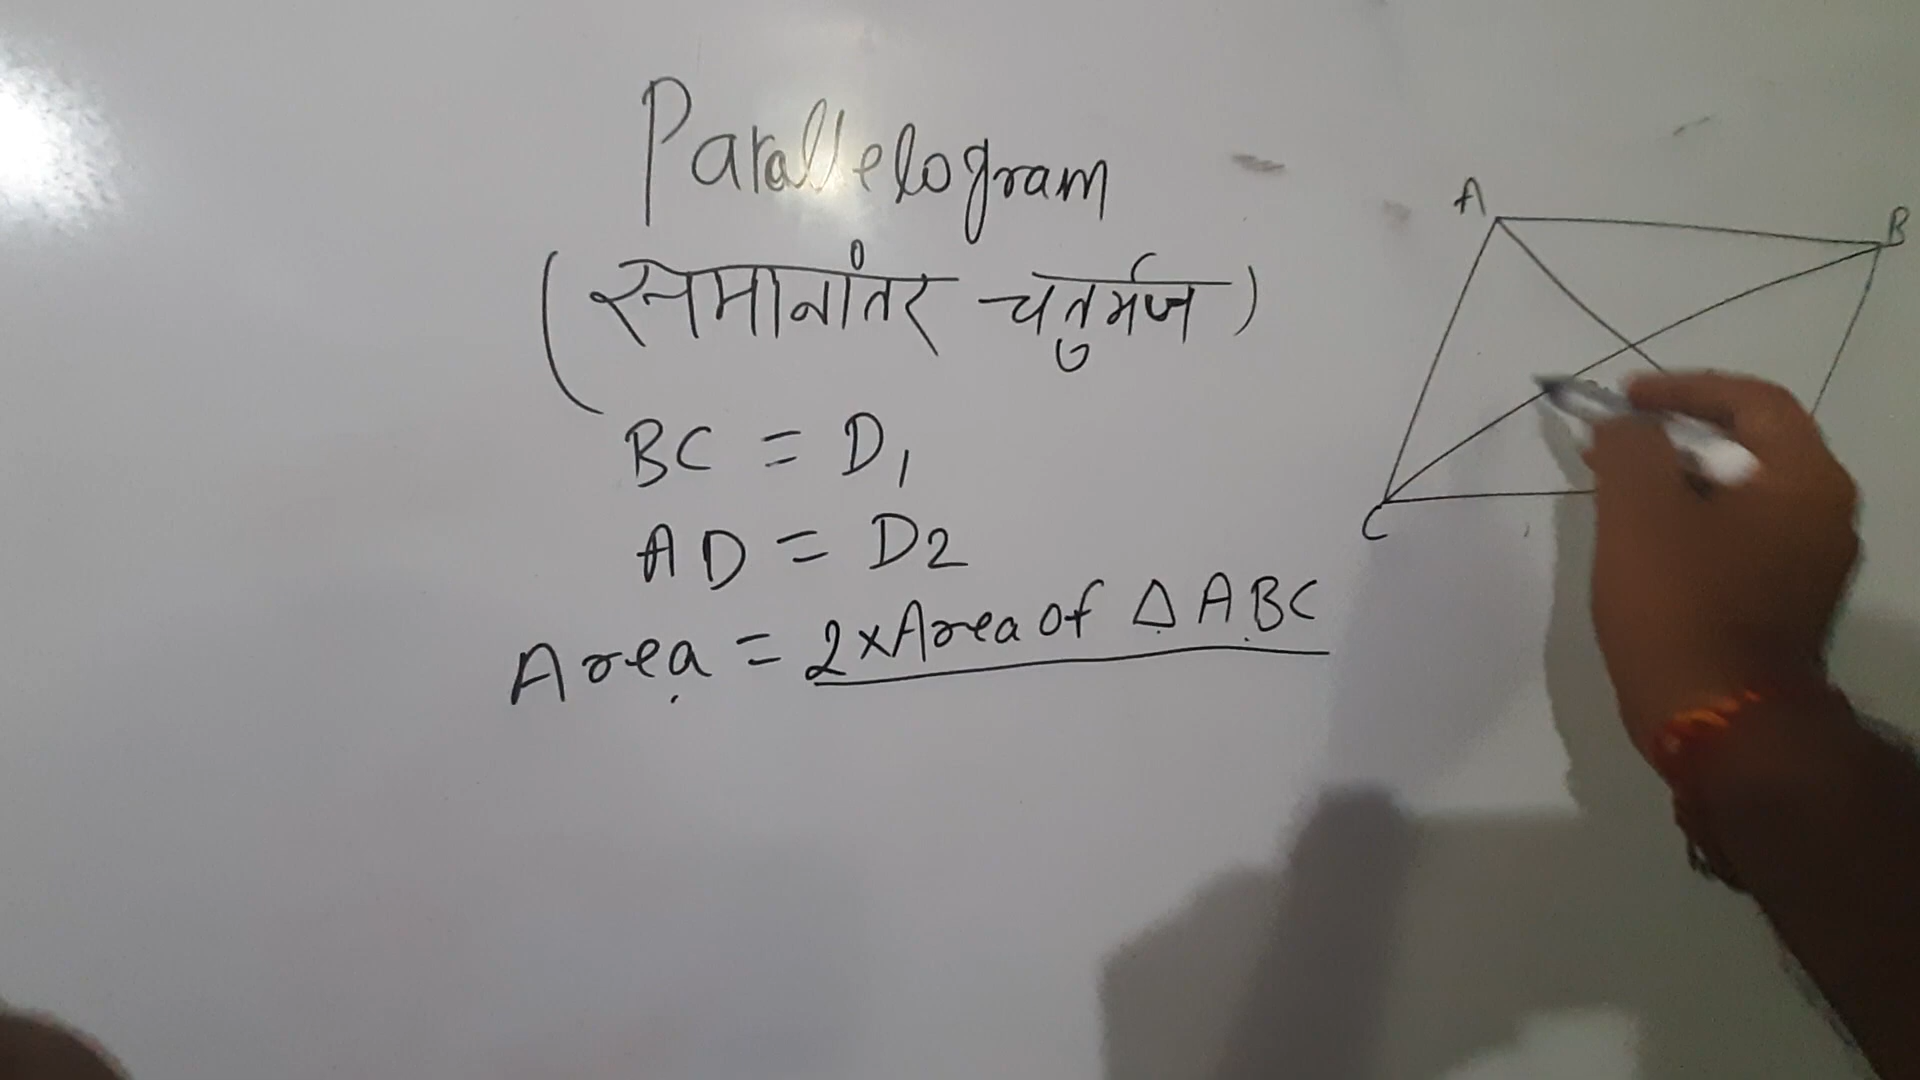 Parallelogram
(समानांतर चतुर्भुज)
BC = D1
AD = D2
Area = 2×Area of △ ABC
A
B
C